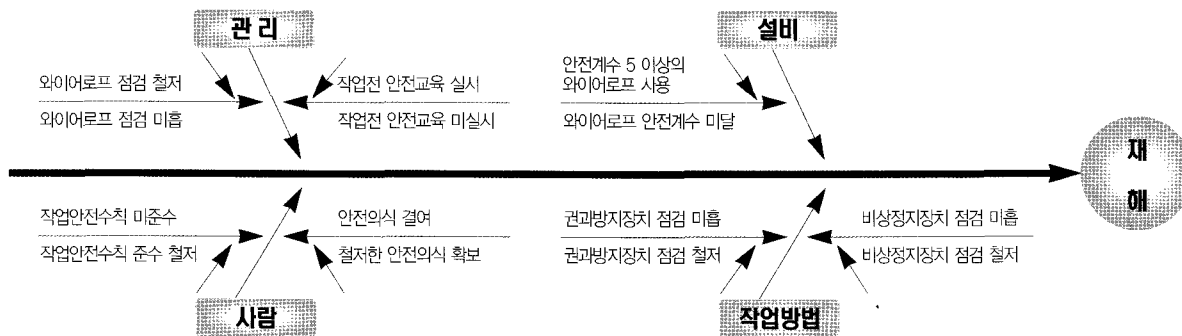 관 리
설비
와이어로프 점검 철저
와이어로프 점검 미흡
작업전 안전교육 실시
작업전 안전교육 미실시
안전계수 5 이상의
와이어로프 사용
와이어로프 안전계수 미달
재
해
작업안전수칙 미준수
작업안전수칙 준수 철저
안전의식 결여
철저한 안전의식 확보
권과방지장치 점검 미흡
권과방지장치 점검 철저
비상정지장치 점검 미흡
비상정지장치 점검 철저
사람
작업방법